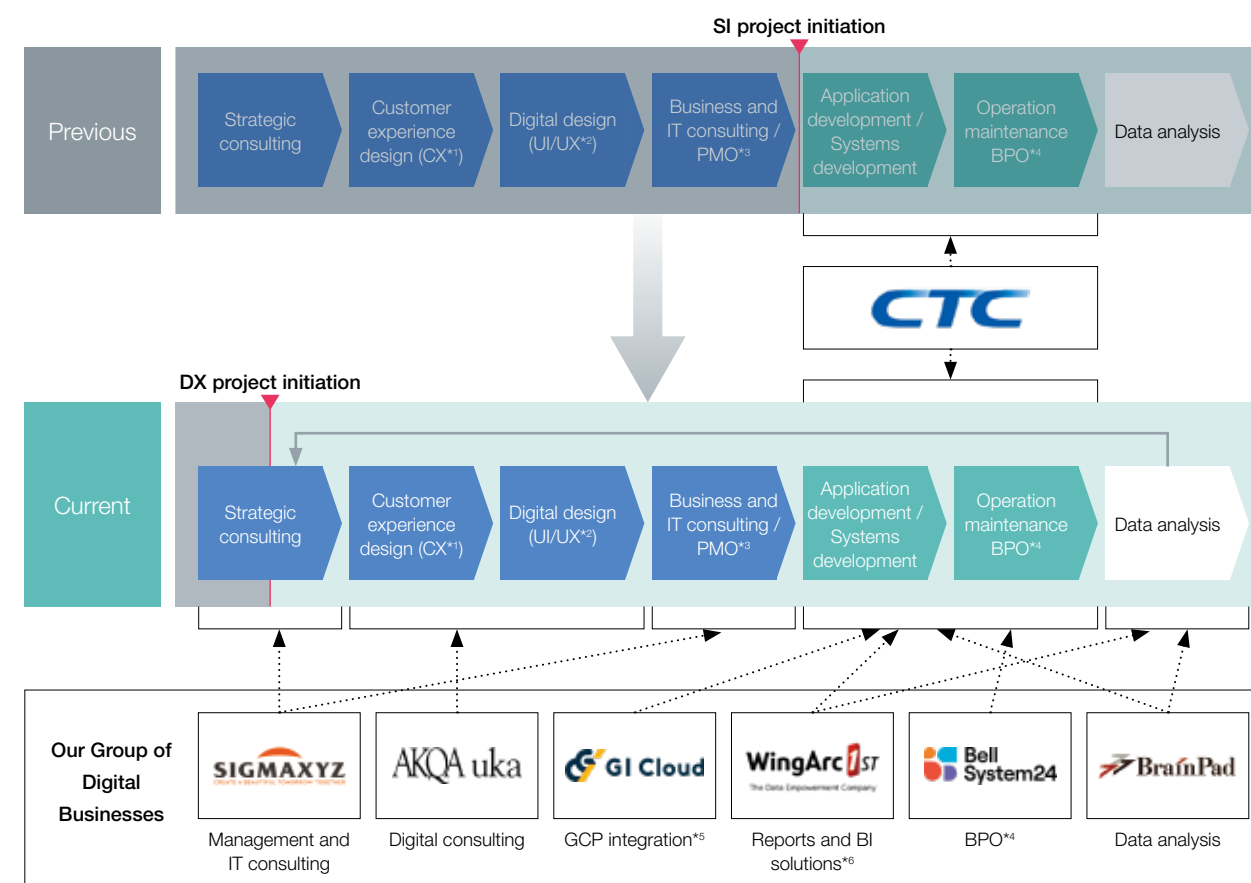 SI project initiation
Previous
Strategic
consulting
Customer
experience
design (CX*1)
Digital design
(UI/UX*2)
Business and
IT consulting /
PMO*3
Application
development /
Systems
development
Operation
maintenance
BPO*4
Data analysis
CTC
DX project initiation
Current
Strategic
consulting
Customer
experience
design (CX*1)
Digital design
(UI/UX*2)
Business and
IT consulting /
PMO*3
Application
development /
Systems
development
Operation
maintenance
BPO*4
Data analysis
Our Group of
Digital
Businesses
SIGMAXYZ
CREATE A BEAUTIFUL TOMORROW TOGETHER
Management and
IT consulting
AKQA uka
Digital consulting
GI Cloud
GCP integration*5
WingArc 1ST
The Data Empowerment Company
Reports and BI
solutions*6
Bell
System24
BPO*4
BrainPad
Data analysis